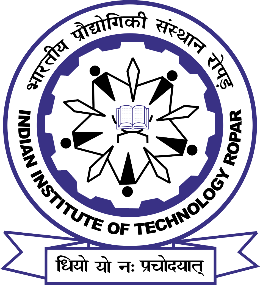 भारतीय प्रौद्योगिकी संस्थान रोपड़
INDIAN INSTITUTE OF TECHNOLOGY ROPAR
धियो यो नः प्रचोदयात्